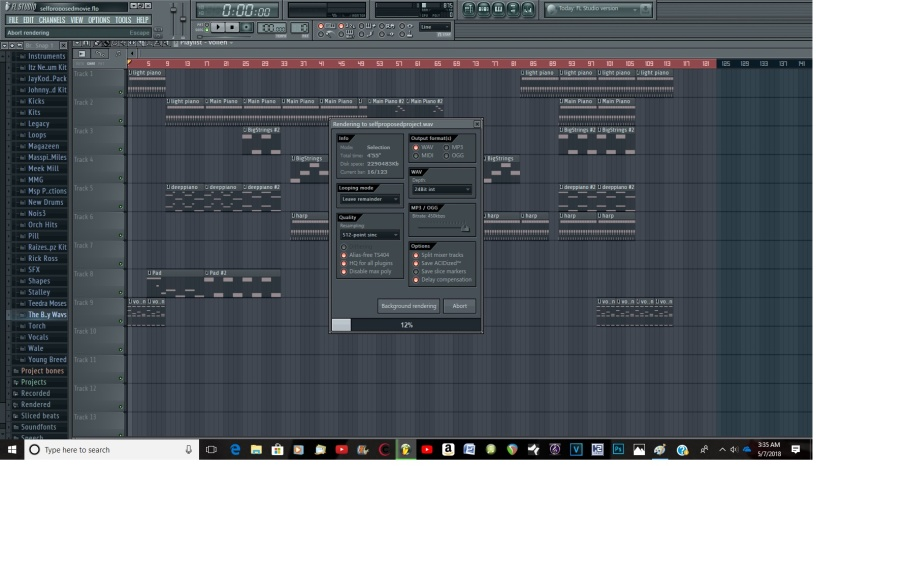 FL STUDIO selfroposedmovie.flo
FILE EDIT CHANNELS VIEW OPTIONS TOOLS HELP
Abort rendering Escape
0:00:00
Line
Today: FL Studio version
Playlist -
Instruments
Itz Ne..um Kit
JayKod..Pack
Johnny..d Kit
Kicks
Kits
Legacy
Loops
Magazeen
Maspi..Miles
Meek Mill
MMG
Msp P..ctions
New Drums
Nois3
Orch Hits
Pill
Raizes..pz Kit
Rick Ross
SFX
Shapes
Stalley
Teedra Moses
The B..y Wavs
Torch
Vocals
Wale
Young Breed
Project bones
Projects
Recorded
Rendered
Sliced beats
Soundfonts
Speech
5 9 13 17 21 25 29 33 37 41 45 49 53 57 61 65 69 73 77 81 85 89 93 97 101 105 109 113 117 121 125 129 133 137 141
Track 1 light piano light piano light piano light piano light piano
Track 2 light piano Main Piano Main Piano Main Piano Main Piano Main Piano #2 Main Piano #2 Main Piano Main Piano
Track 3 BigStrings #2 BigStrings #2 BigStrings #2
Track 4 BigStrings BigStrings
Track 5 deeppiano deeppiano #2 deeppiano deeppiano #2
Track 6 harp harp harp harp harp
Track 7
Track 8 Pad Pad #2
Track 9 vo..n vo..n vo..n vo..n vo..n vo..n
Track 10
Track 11
Track 12
Track 13
Rendering to selfproposedproject.wav
Info
Mode: Selection
Total time: 4'55"
Disk space: 2290483Kb
Current bar: 16/123
Looping mode
Leave remainder
Quality
Resampling
512-point sinc
Alias-free TS404
HQ for all plugins
Disable max poly
Output format(s)
WAV MP3
MIDI OGG
WAV
Depth
24Bit int
MP3 / OGG
Bitrate 450kbps
Options
Split mixer tracks
Save ACIDized™
Save slice markers
Delay compensation
Background rendering Abort
12%
Type here to search
3:35 AM
5/7/2018